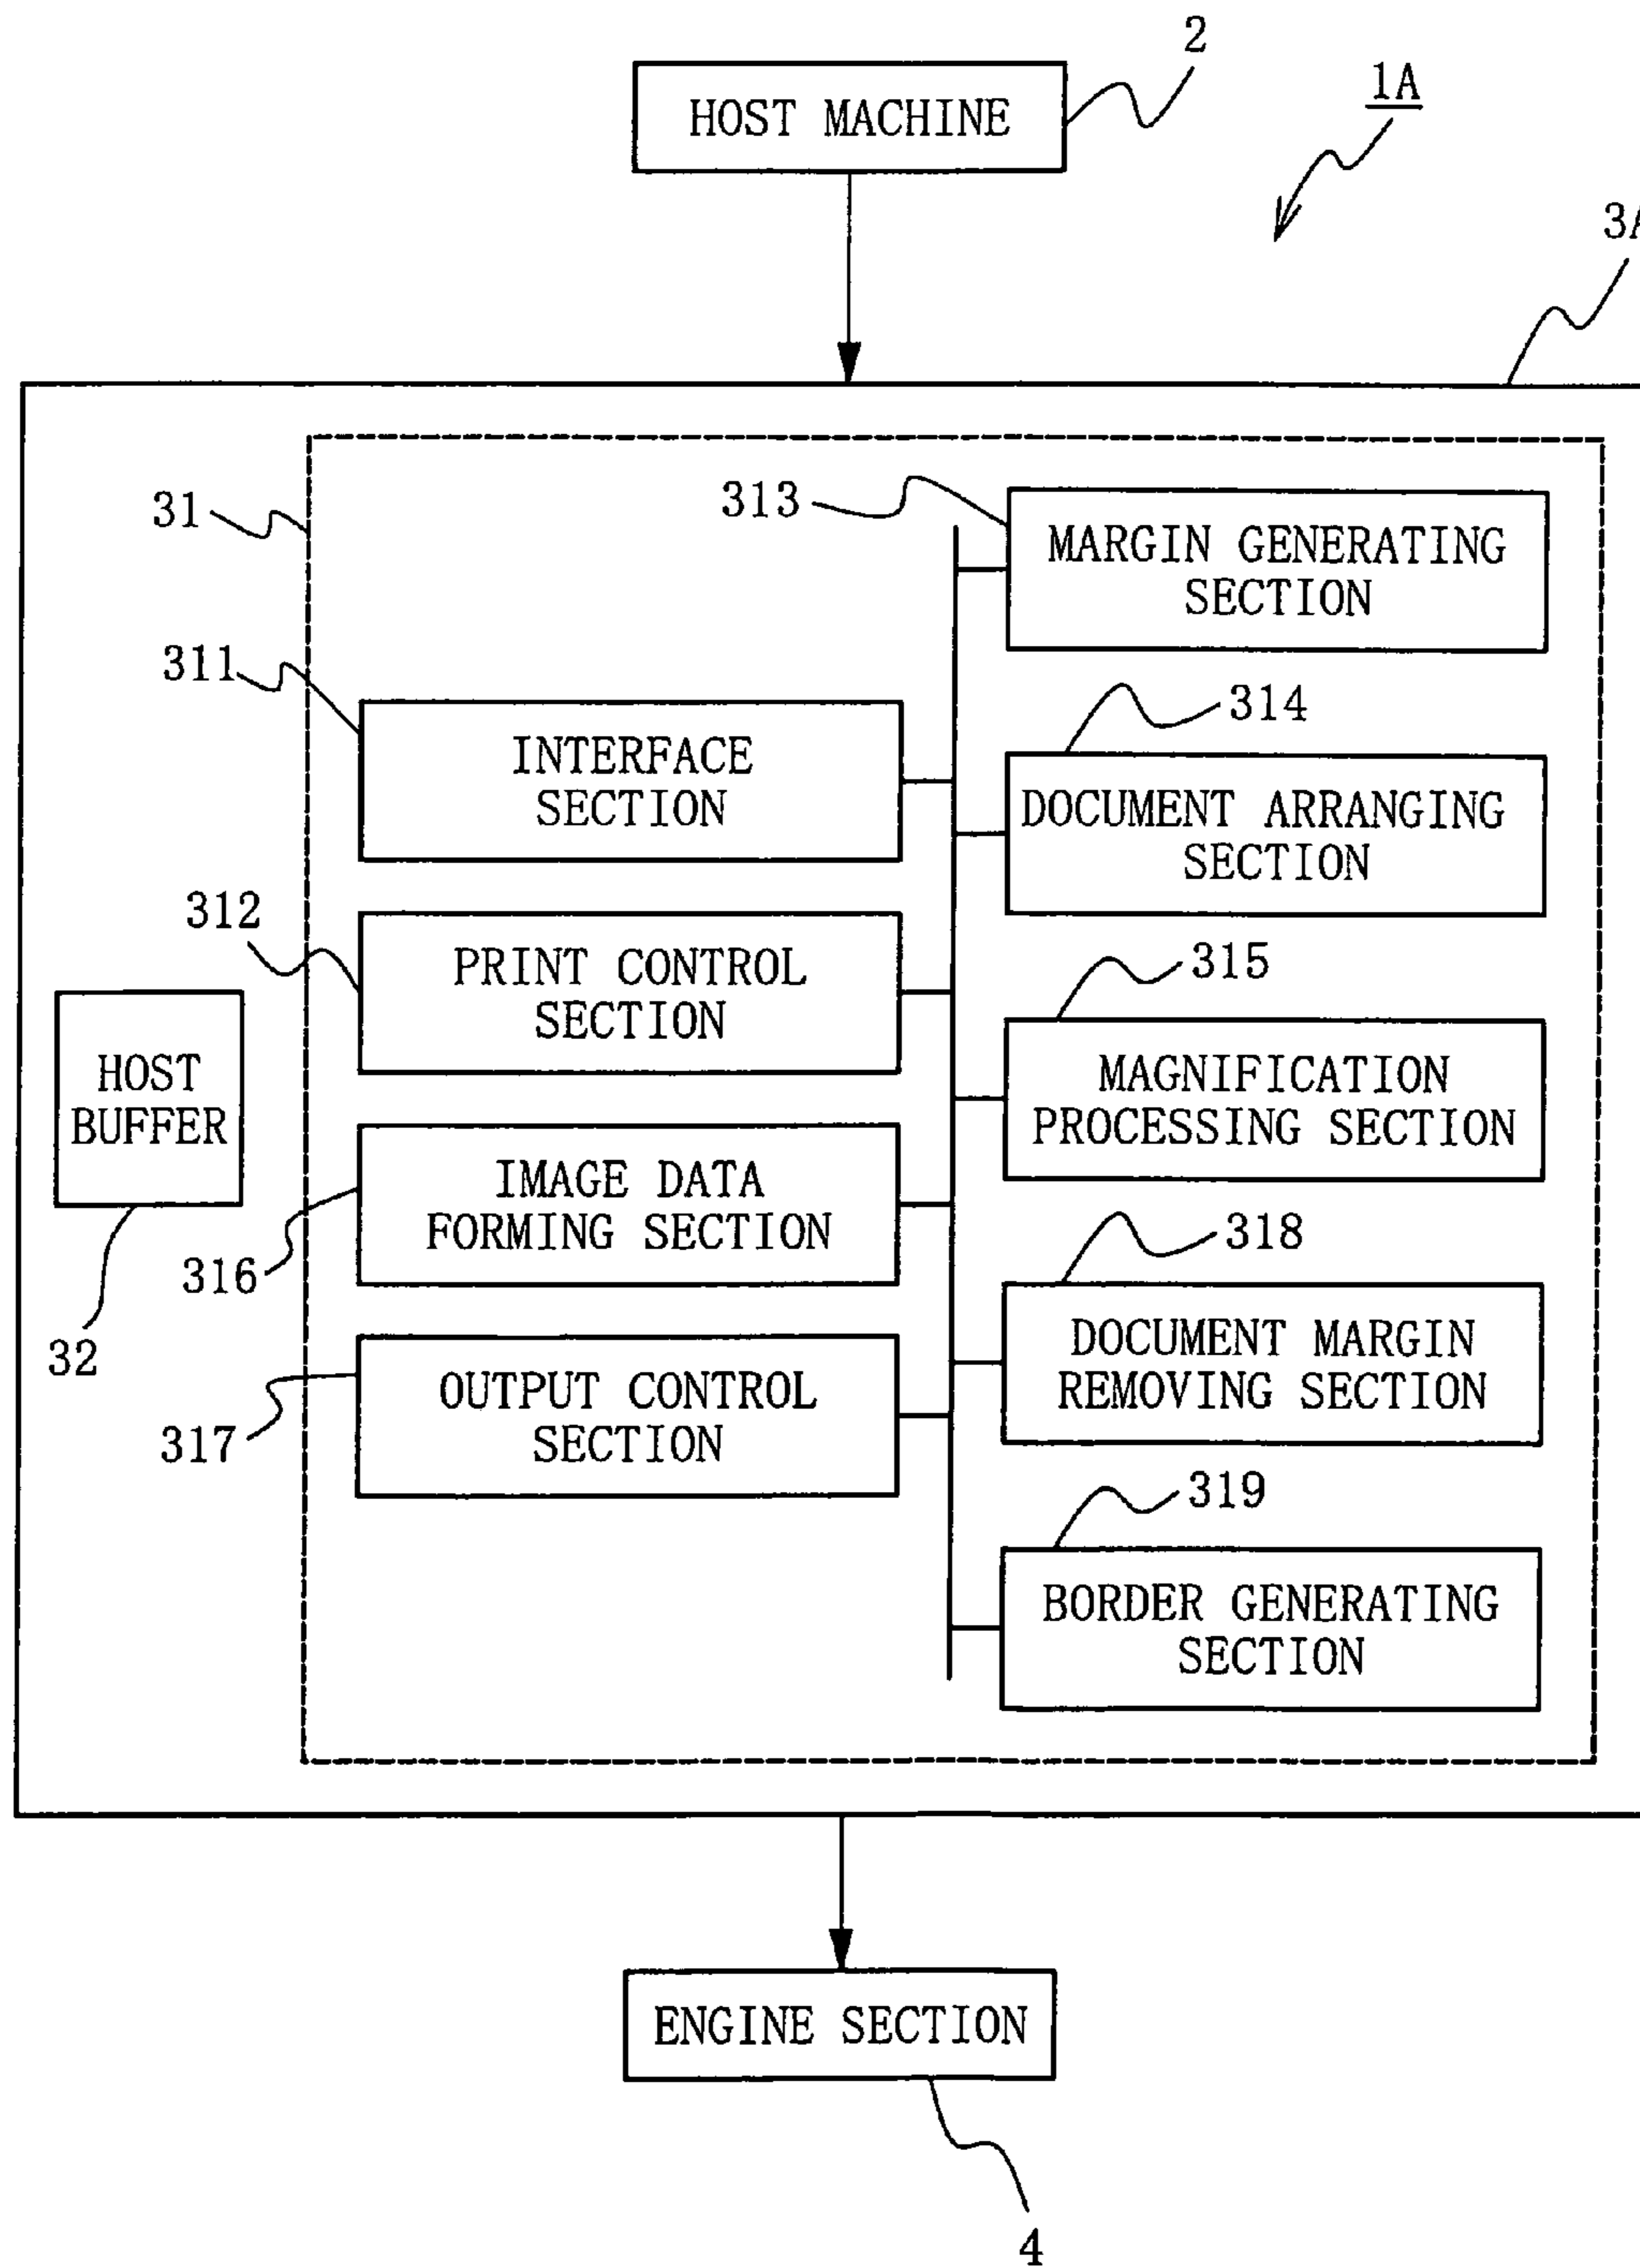 2
HOST MACHINE
1A
3A
31
313
MARGIN GENERATING
SECTION
311
INTERFACE
SECTION
314
DOCUMENT ARRANGING
SECTION
312
PRINT CONTROL
SECTION
315
MAGNIFICATION
PROCESSING SECTION
HOST
BUFFER
32
IMAGE DATA
FORMING SECTION
316
318
DOCUMENT MARGIN
REMOVING SECTION
OUTPUT CONTROL
SECTION
317
319
BORDER GENERATING
SECTION
ENGINE SECTION
4